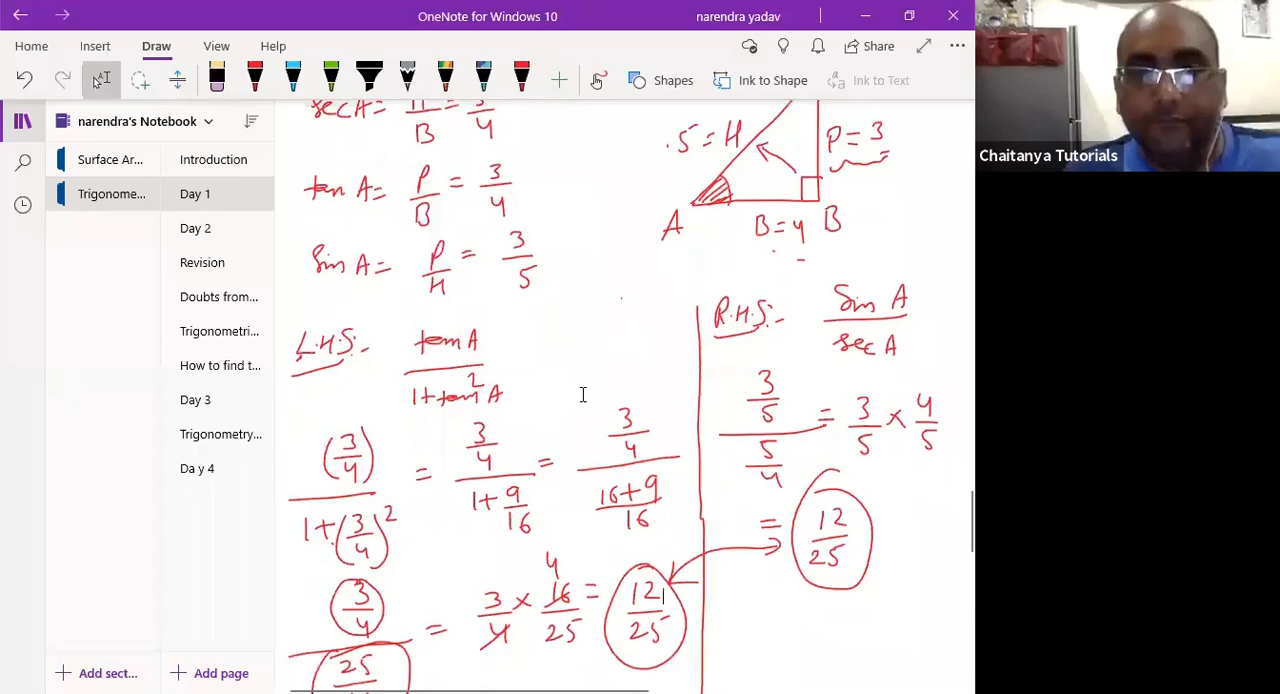 OneNote for Windows 10
narendra yadav
Home Insert Draw View Help
Share
Shapes
Ink to Shape
Ink to Text
narendra's Notebook
Surface Ar...
Trigonome...
Introduction
Day 1
Day 2
Revision
Doubts from...
Trigonometri...
How to find t...
Day 3
Trigonometry...
Da y 4
Add sect...
Add page
Chaitanya Tutorials
sec A = H/B = 5/4
tan A = P/B = 3/4
Sin A = P/H = 3/5
5 = H
P = 3
A
B = 4
B
L.H.S:-
tan A / 1+tan² A
(3/4) / 1+(3/4)² = 3/4 / 1+9/16 = 3/4 / 16+9/16
3/4 / 25 = 3/4 × 16/25 = 12/25
4
R.H.S:-
Sin A / sec A
3/5 / 5/4 = 3/5 × 4/5
= 12/25